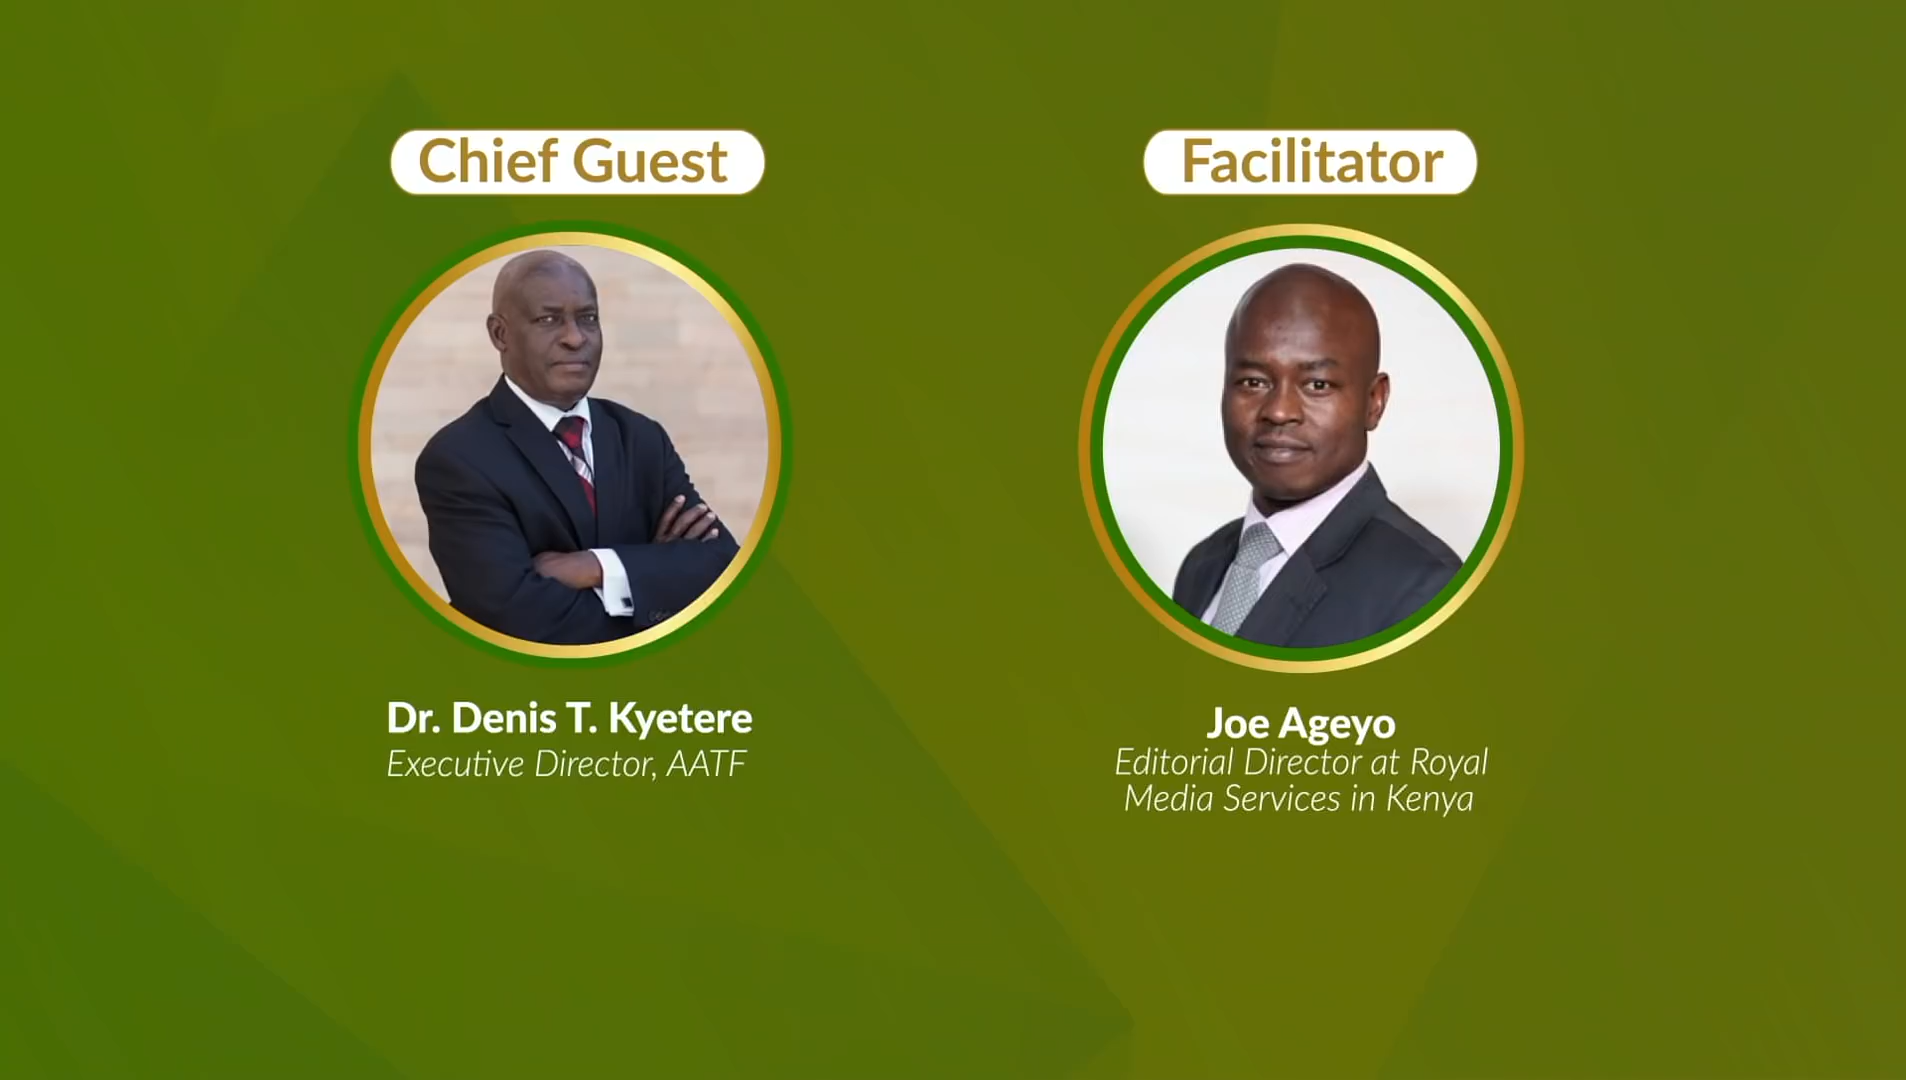 Chief Guest
Dr. Denis T. Kyetere
Executive Director, AATF
Facilitator
Joe Ageyo
Editorial Director at Royal
Media Services in Kenya